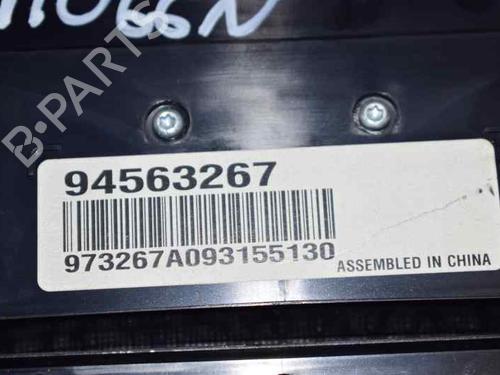 B-PARTS
94563267
973267A093155130
ASSEMBLED IN CHINA